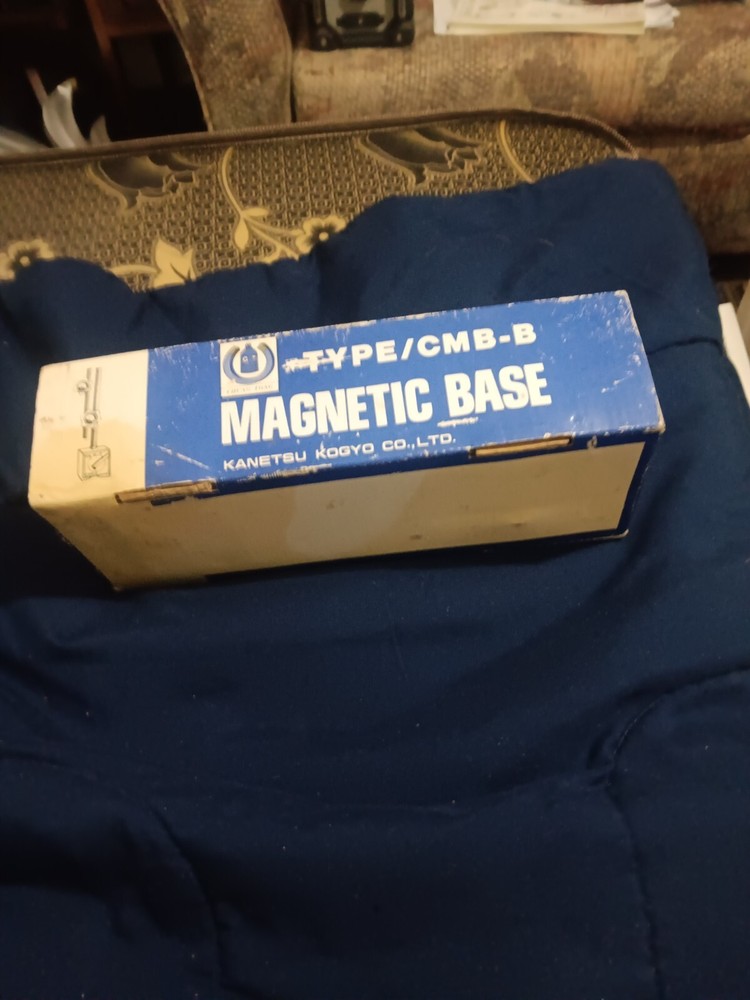 TYPE/CMB-B
MAGNETIC BASE
KANETSU KOGYO CO.,LTD.